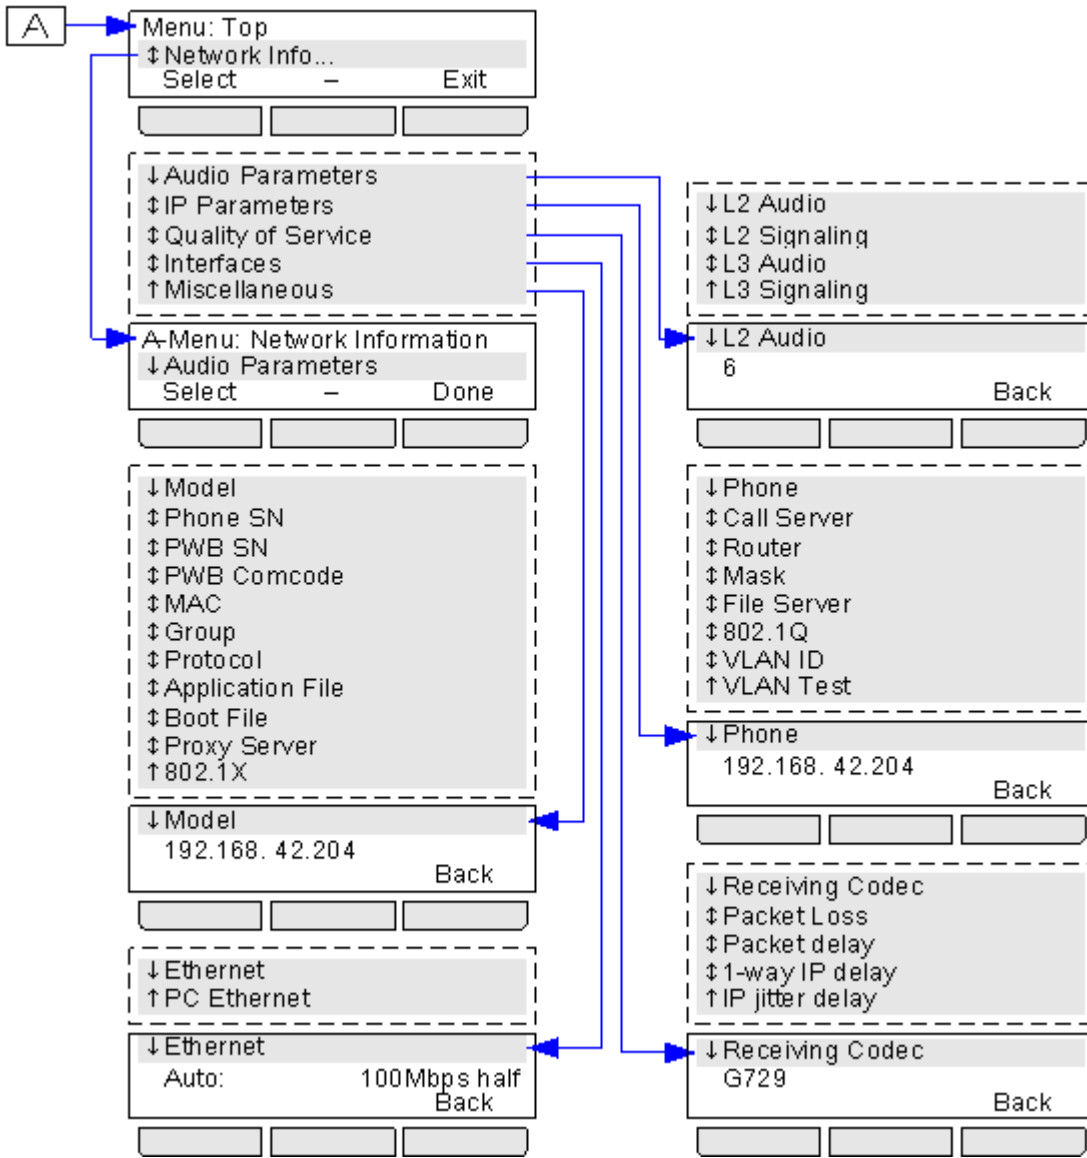 A
Menu: Top
↕Network Info...
Select – Exit
↓Audio Parameters
↕IP Parameters
↕Quality of Service
↕Interfaces
↑Miscellaneous
A-Menu: Network Information
↓Audio Parameters
Select – Done
↓Model
↕Phone SN
↕PWB SN
↕PWB Comcode
↕MAC
↕Group
↕Protocol
↕Application File
↕Boot File
↕Proxy Server
↑802.1X
↓Model
192.168. 42.204
Back
↓Ethernet
↑PC Ethernet
↓Ethernet
Auto: 100Mbps half
Back
↓L2 Audio
↕L2 Signaling
↕L3 Audio
↑L3 Signaling
↓L2 Audio
6
Back
↓Phone
↕Call Server
↕Router
↕Mask
↕File Server
↕802.1Q
↕VLAN ID
↑VLAN Test
↓Phone
192.168. 42.204
Back
↓Receiving Codec
↕Packet Loss
↕Packet delay
↕1-way IP delay
↑IP jitter delay
↓Receiving Codec
G729
Back